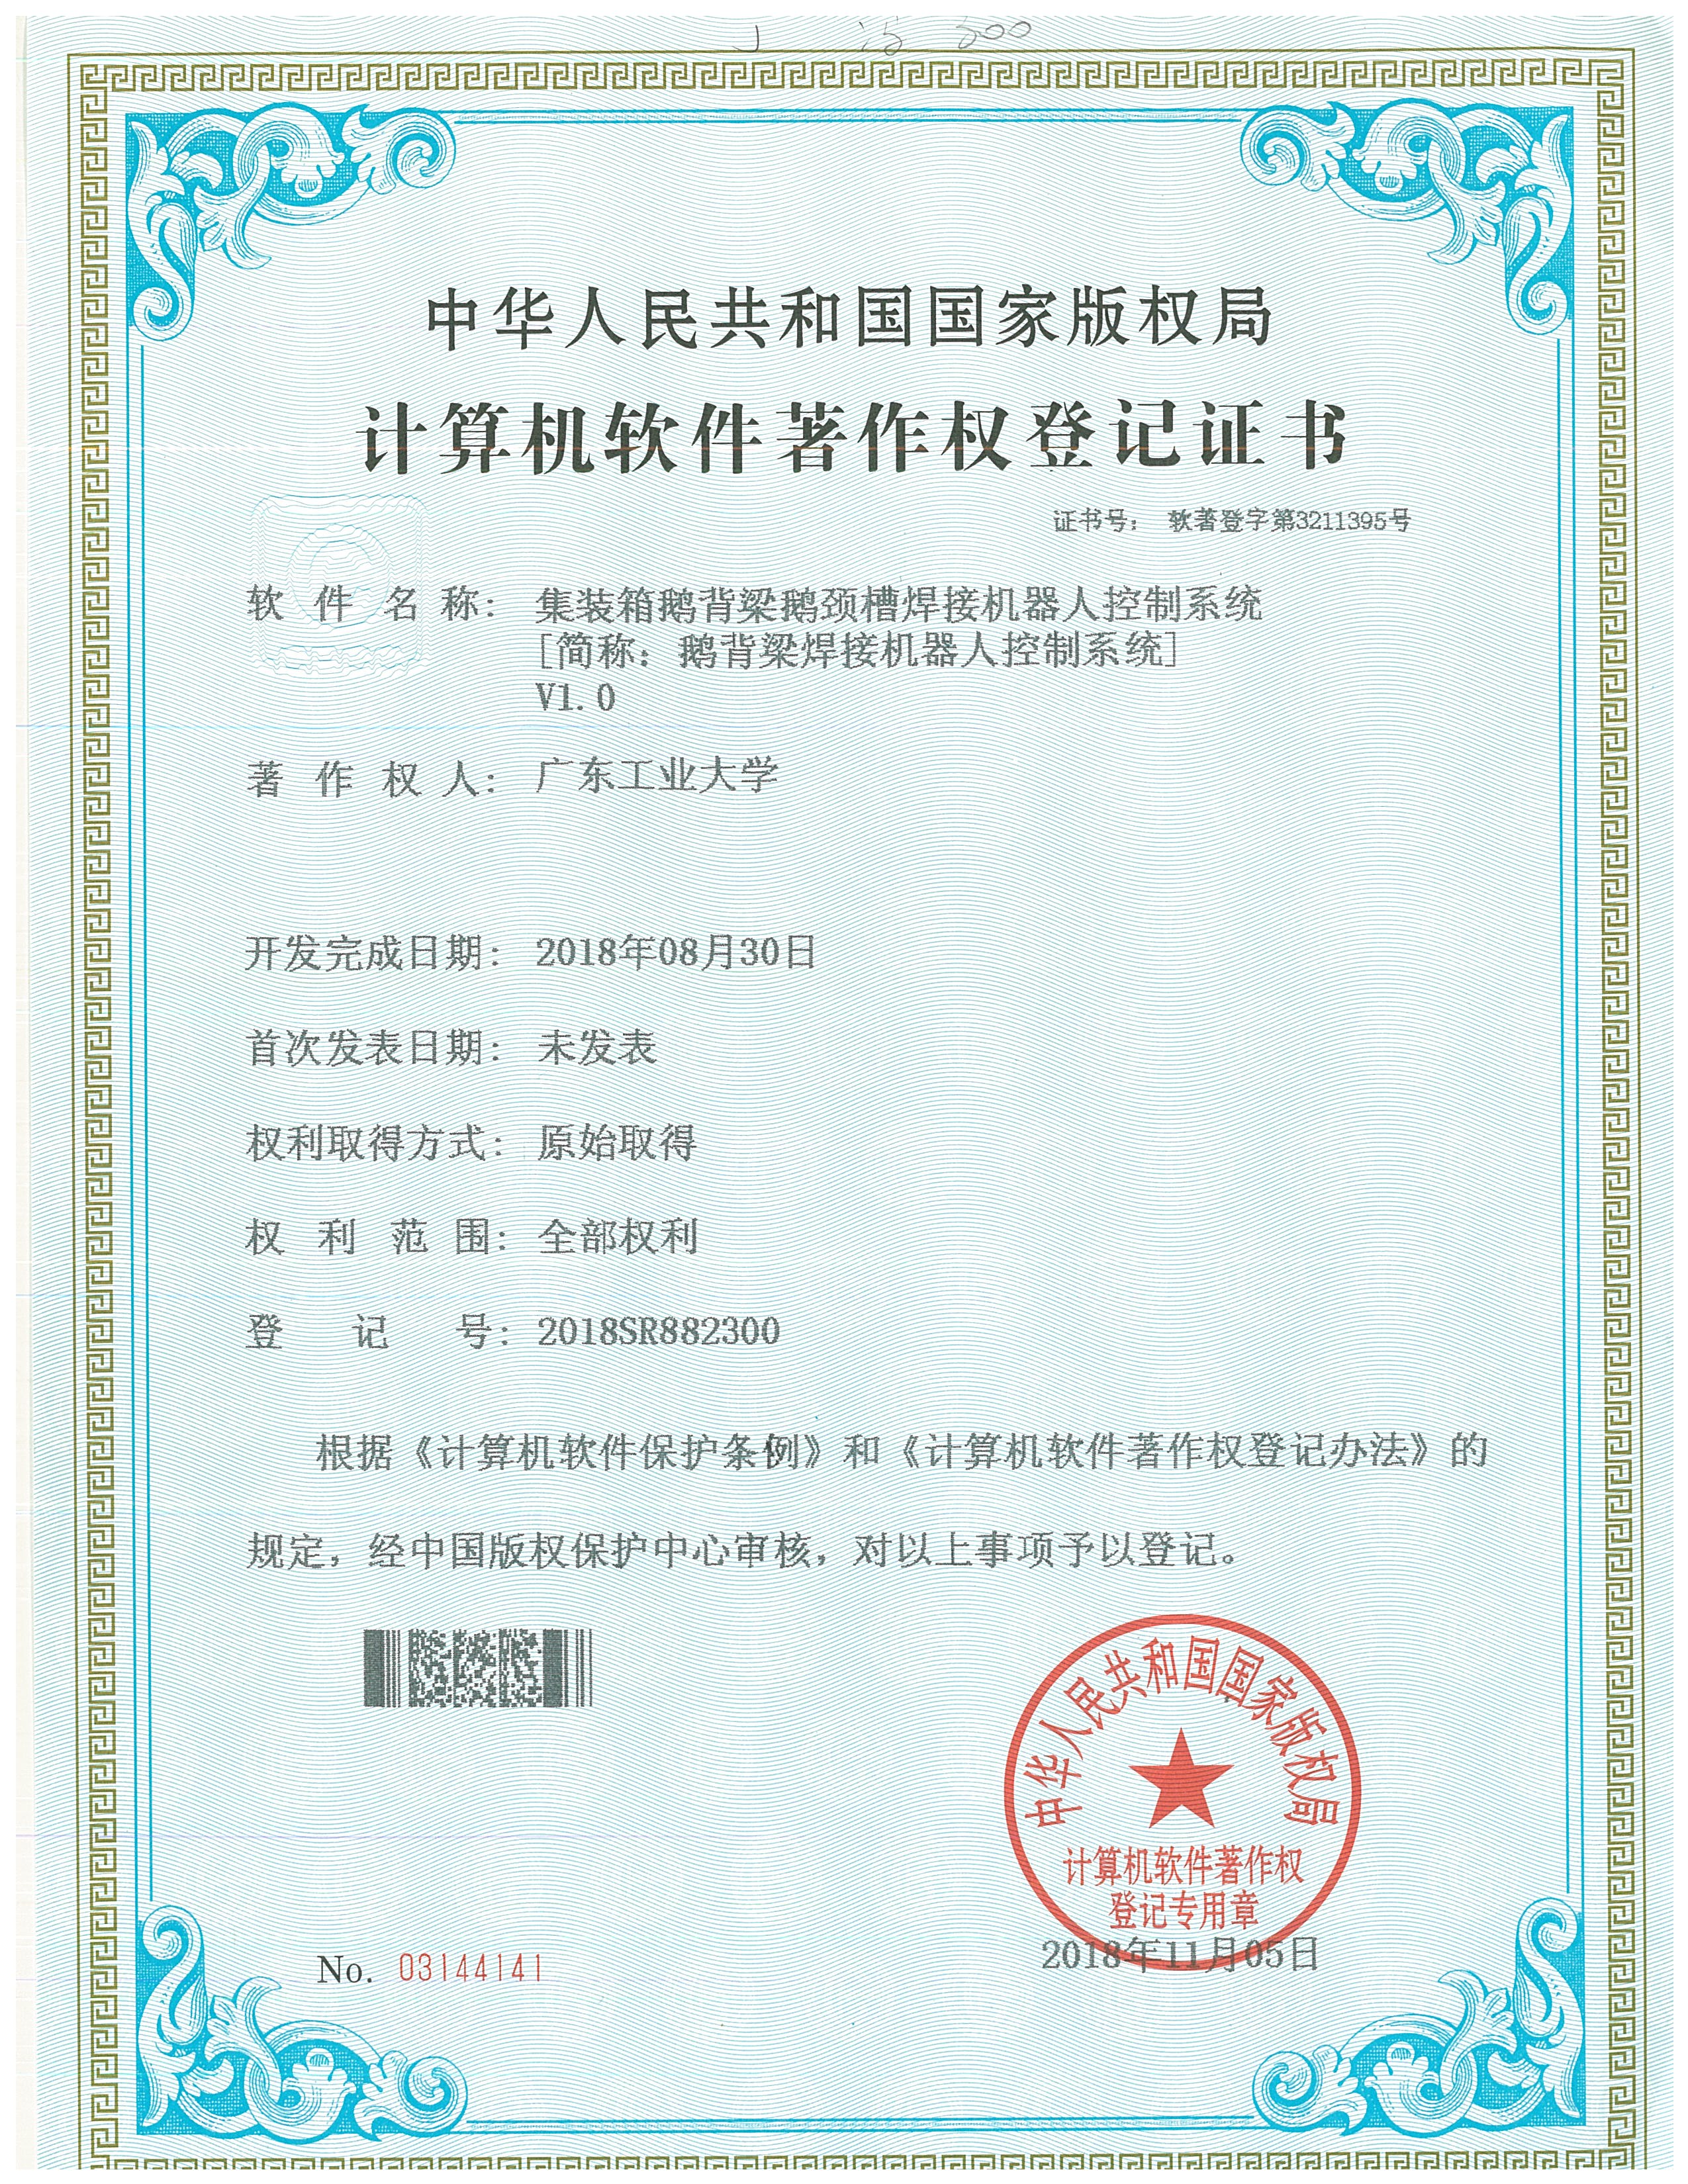 中华人民共和国国家版权局
计算机软件著作权登记证书
证书号： 软著登字第3211395号
软件名称： 集装箱鹅背梁鹅颈槽焊接机器人控制系统
[简称：鹅背梁焊接机器人控制系统]
V1.0
著作权人： 广东工业大学
开发完成日期： 2018年08月30日
首次发表日期： 未发表
权利取得方式： 原始取得
权利范围： 全部权利
登记号： 2018SR882300
根据《计算机软件保护条例》和《计算机软件著作权登记办法》的
规定，经中国版权保护中心审核，对以上事项予以登记。
中华人民共和国国家版权局
计算机软件著作权
登记专用章
No. 03144141
2018年11月05日